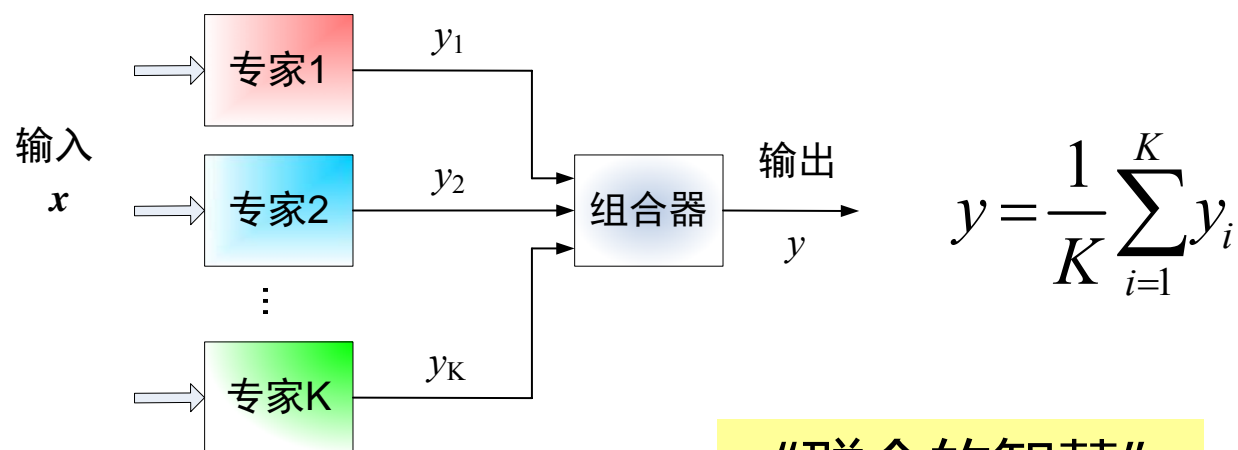 专家1
y₁
输入
x
专家2
y₂
组合器
输出
y
y = 1/K ∑_{i=1}^{K} y_i
⋮
专家K
y_K